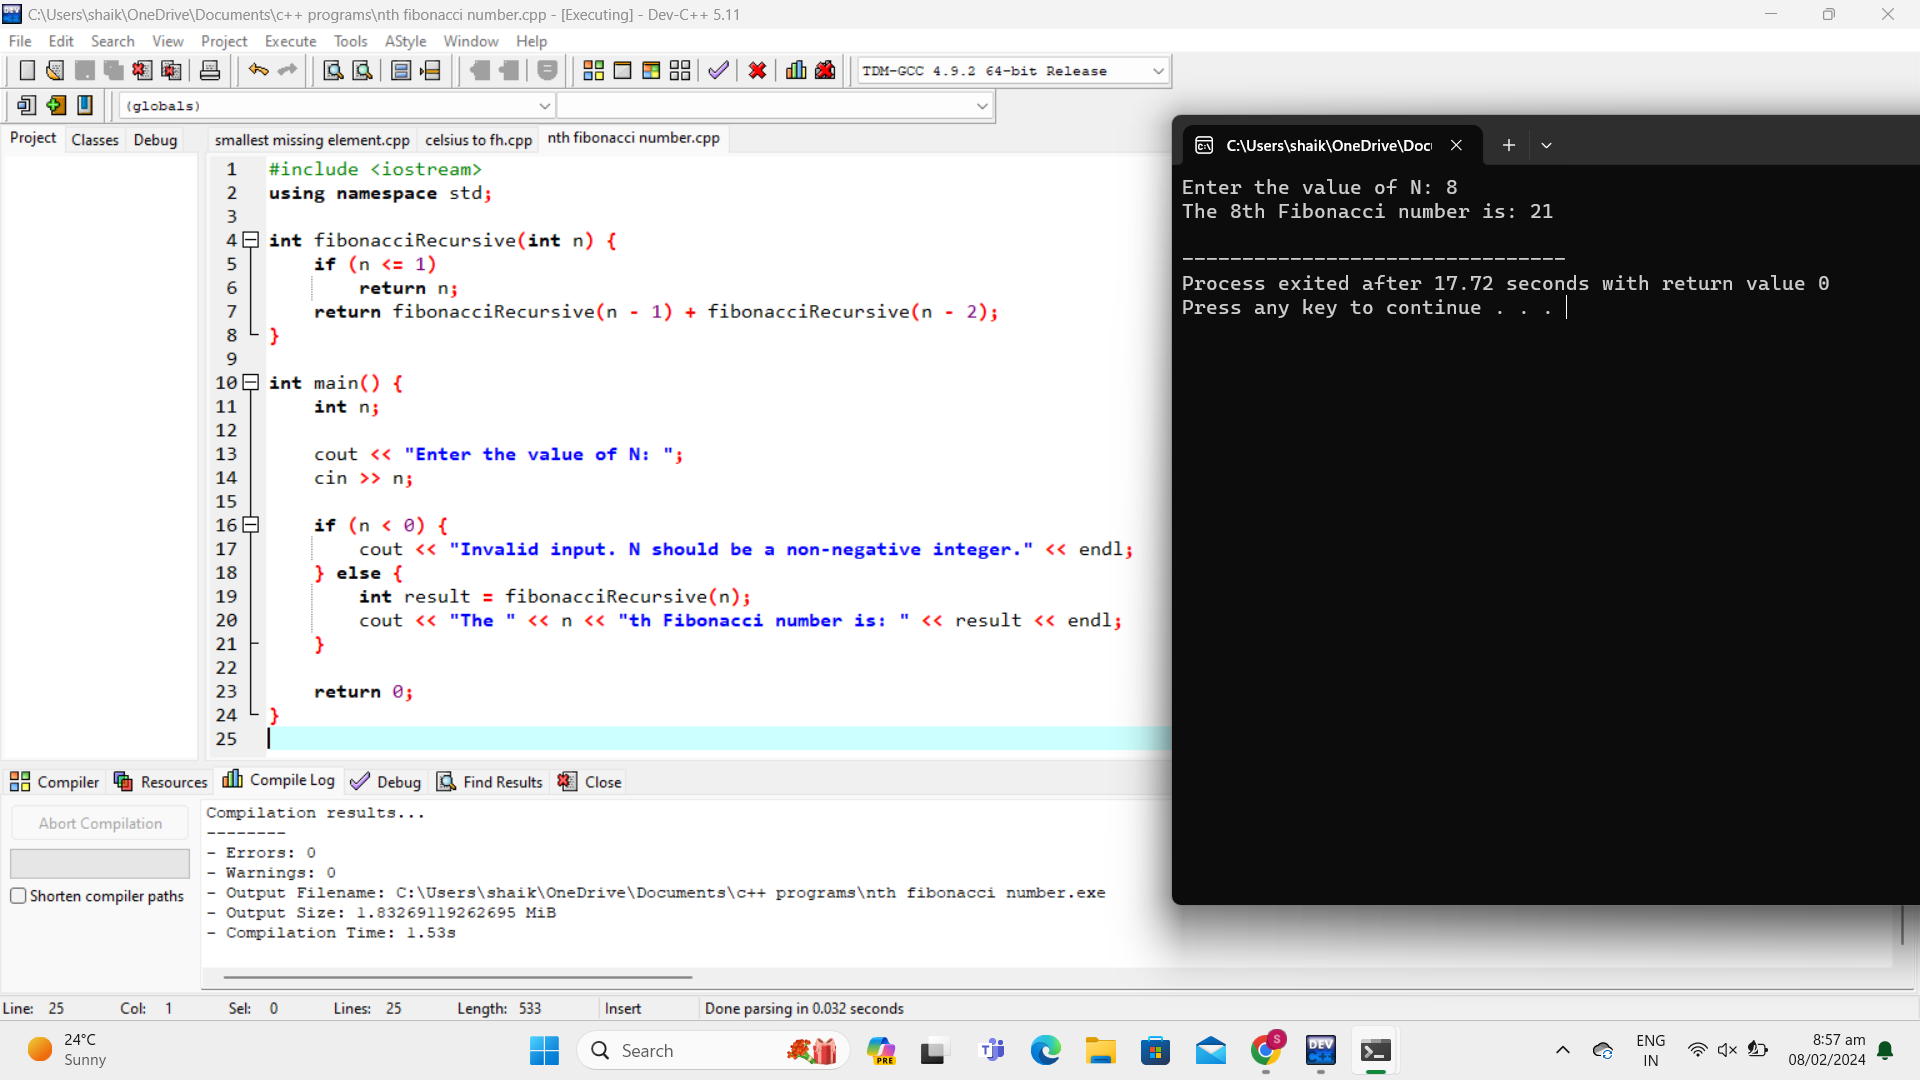 C:\Users\shaik\OneDrive\Documents\c++ programs\nth fibonacci number.cpp - [Executing] - Dev-C++ 5.11
File Edit Search View Project Execute Tools AStyle Window Help
TDM-GCC 4.9.2 64-bit Release
(globals)
Project Classes Debug
smallest missing element.cpp celsius to fh.cpp nth fibonacci number.cpp
1 #include <iostream>
2 using namespace std;
3
4 int fibonacciRecursive(int n) {
5 if (n <= 1)
6 return n;
7 return fibonacciRecursive(n - 1) + fibonacciRecursive(n - 2);
8 }
9
10 int main() {
11 int n;
12
13 cout << "Enter the value of N: ";
14 cin >> n;
15
16 if (n < 0) {
17 cout << "Invalid input. N should be a non-negative integer." << endl;
18 } else {
19 int result = fibonacciRecursive(n);
20 cout << "The " << n << "th Fibonacci number is: " << result << endl;
21 }
22
23 return 0;
24 }
25
C:\Users\shaik\OneDrive\Doc
Enter the value of N: 8
The 8th Fibonacci number is: 21
--------------------------------
Process exited after 17.72 seconds with return value 0
Press any key to continue . . .
Compiler Resources Compile Log Debug Find Results Close
Abort Compilation
Shorten compiler paths
Compilation results...
--------
- Errors: 0
- Warnings: 0
- Output Filename: C:\Users\shaik\OneDrive\Documents\c++ programs\nth fibonacci number.exe
- Output Size: 1.83269119262695 MiB
- Compilation Time: 1.53s
Line: 25 Col: 1 Sel: 0 Lines: 25 Length: 533 Insert Done parsing in 0.032 seconds
24°C
Sunny
Search
PRE
S
DEV
ENG
IN
8:57 am
08/02/2024